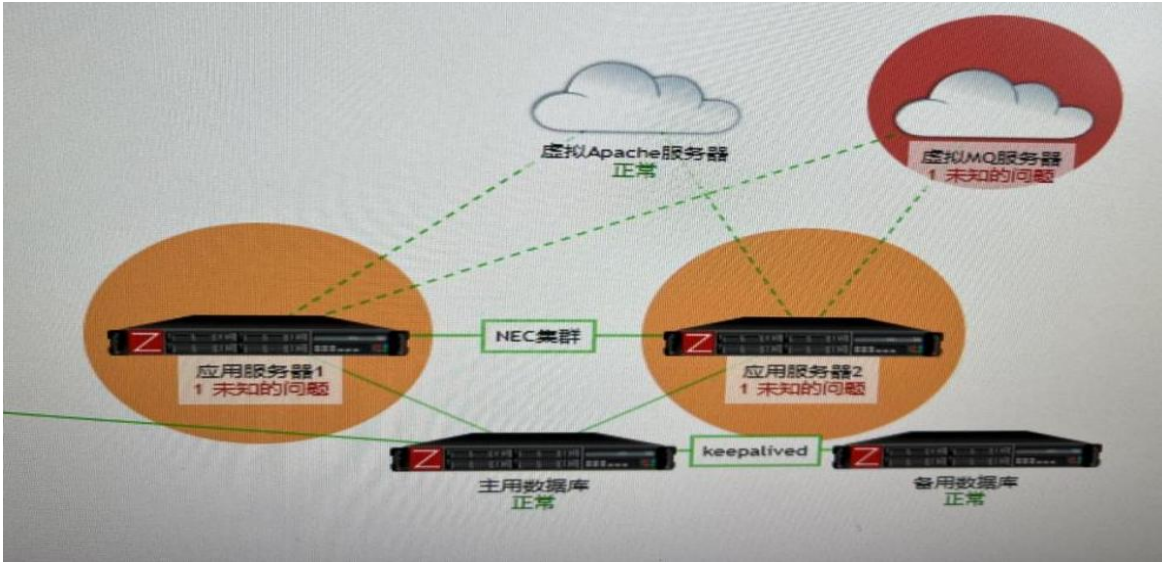 虚拟Apache服务器
正常
虚拟MQ服务器
1 未知的问题
NEC集群
Z
Z
应用服务器1
1 未知的问题
应用服务器2
1 未知的问题
keepalived
Z
Z
主用数据库
正常
备用数据库
正常